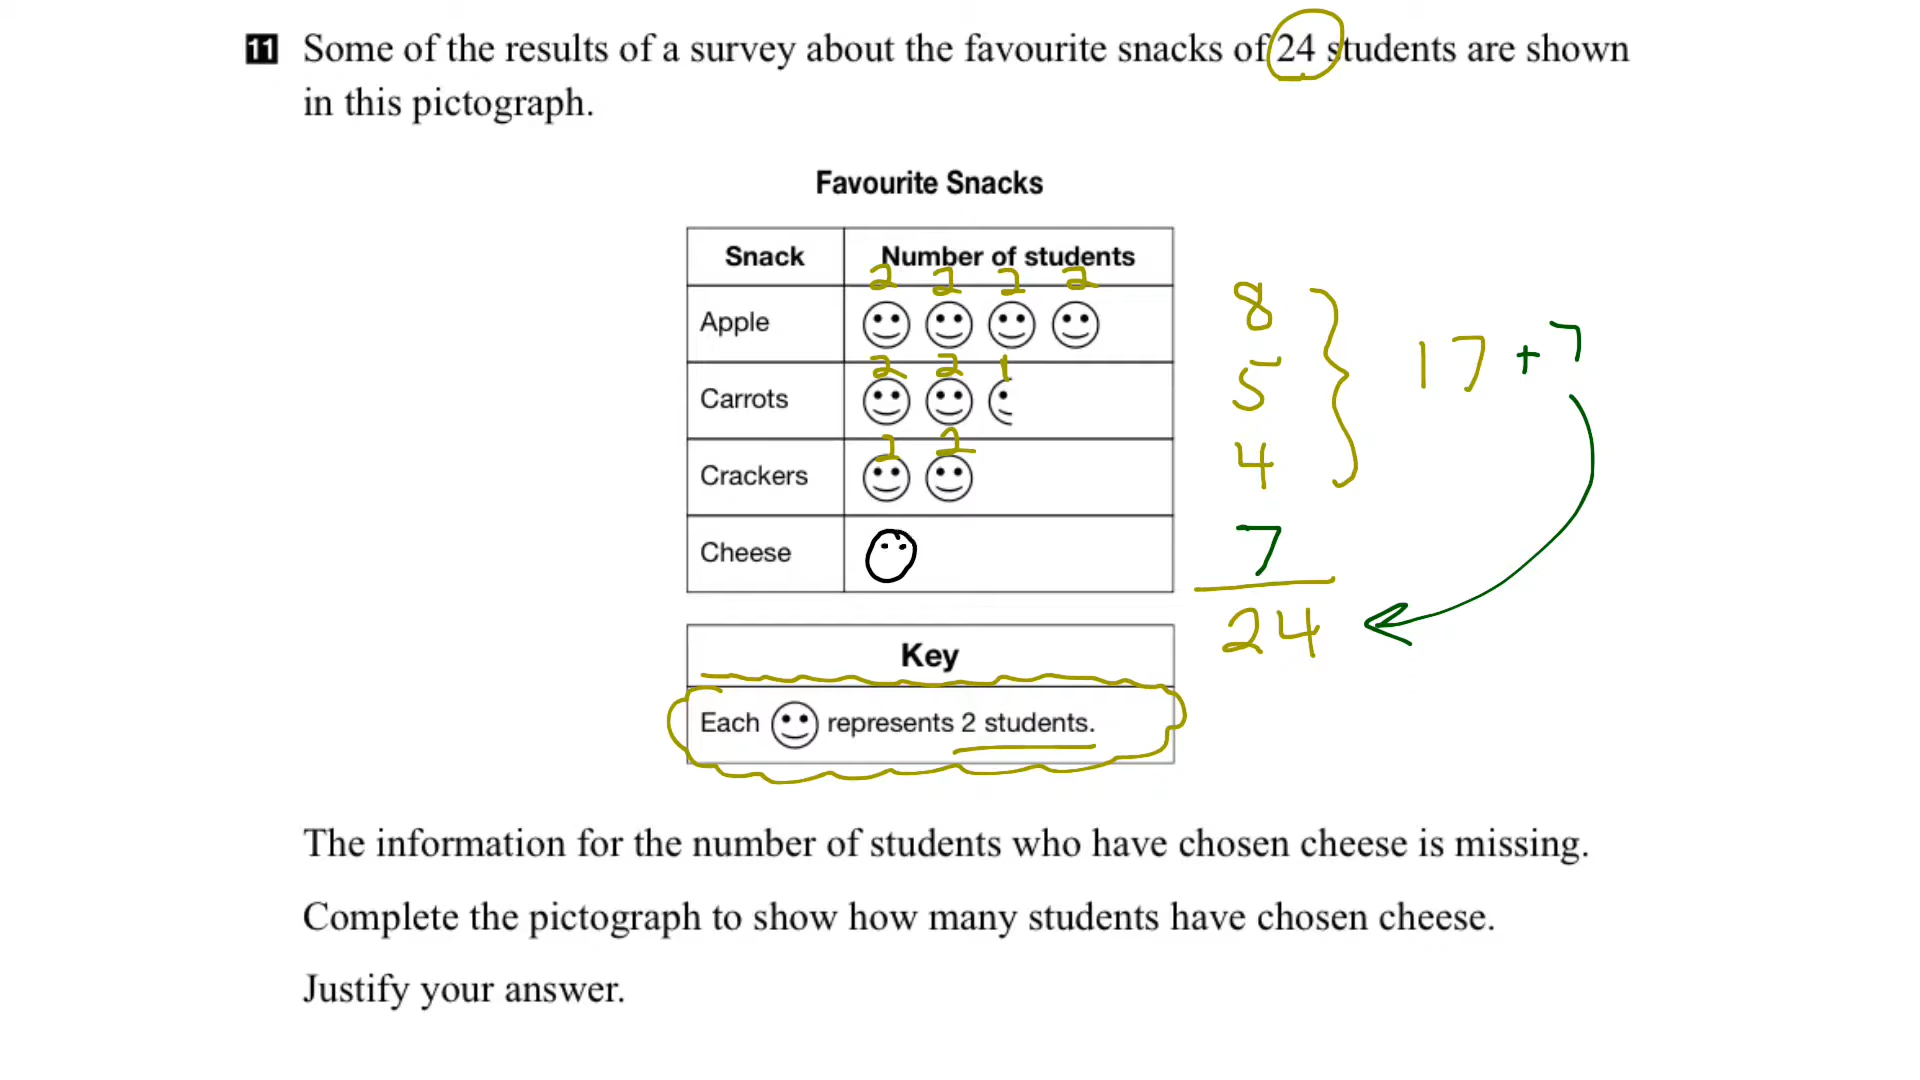 11 Some of the results of a survey about the favourite snacks of 24 students are shown
in this pictograph.
Favourite Snacks
Snack Number of students
2 2 2 2
Apple
8
2 2 1
Carrots
5
17 + 7
2 2
Crackers
4
Cheese
7
24
Key
Each represents 2 students.
The information for the number of students who have chosen cheese is missing.
Complete the pictograph to show how many students have chosen cheese.
Justify your answer.